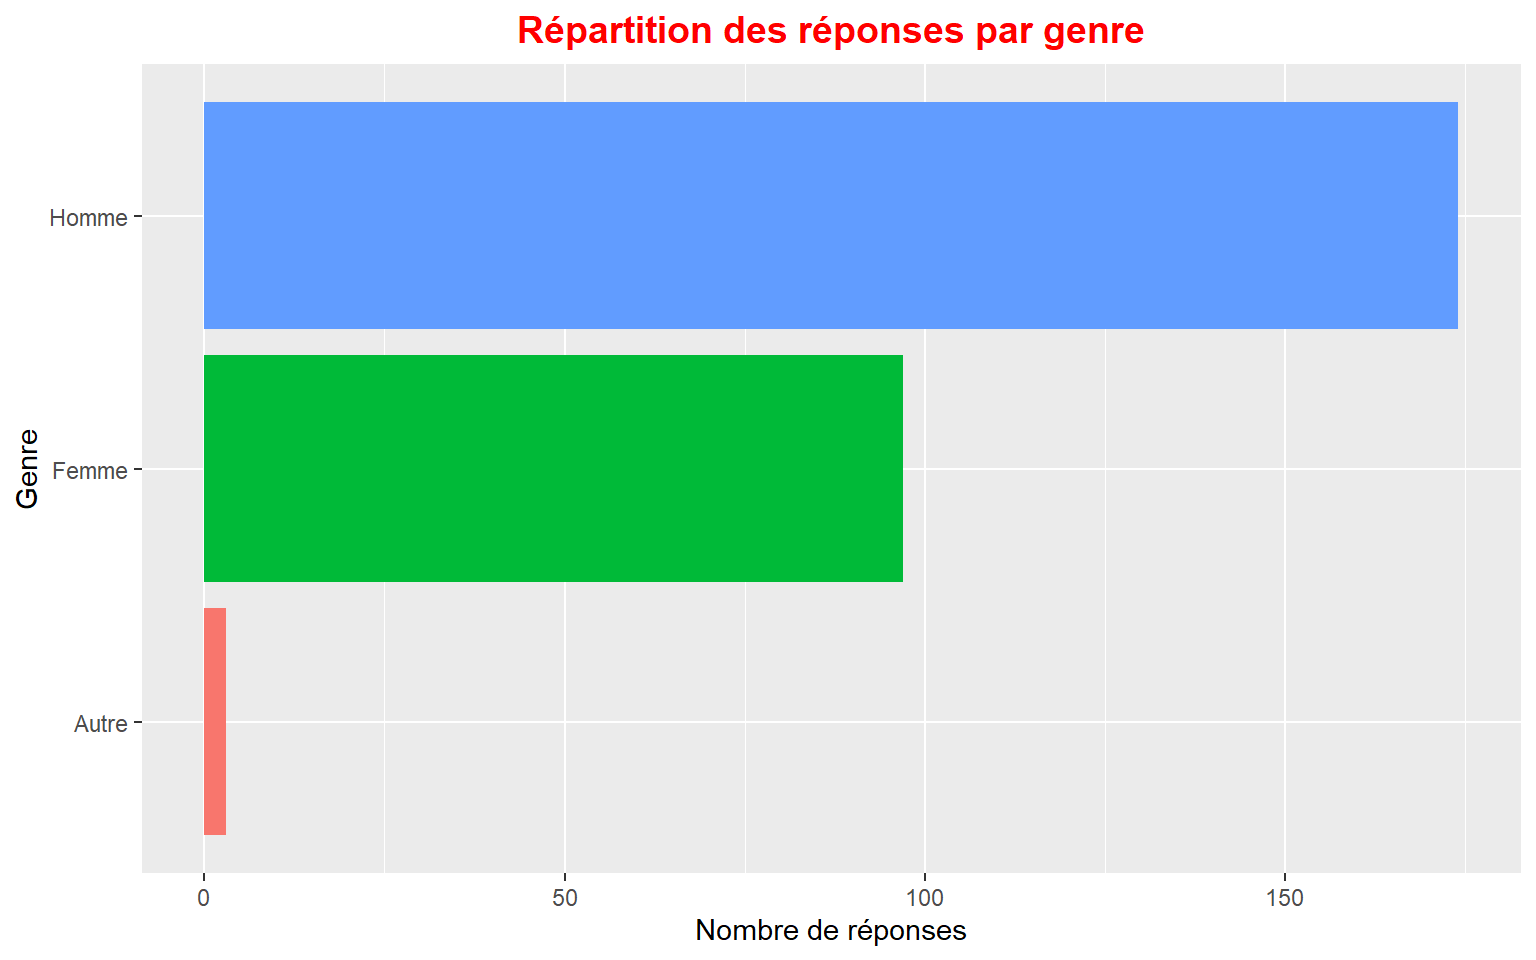 Répartition des réponses par genre
Homme
Femme
Autre
Genre
0 50 100 150
Nombre de réponses